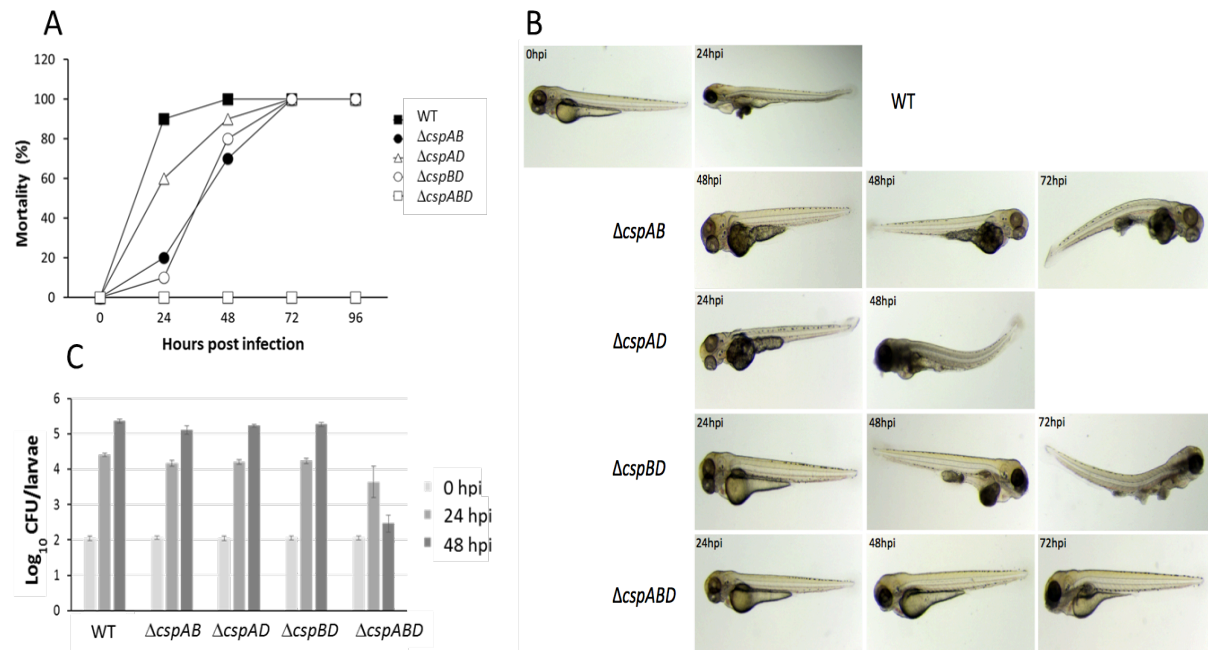 A
120
100
80
60
40
20
0
Mortality (%)
0 24 48 72 96
Hours post infection
WT
ΔcspAB
ΔcspAD
ΔcspBD
ΔcspABD
B
0hpi 24hpi WT
ΔcspAB 48hpi 48hpi 72hpi
ΔcspAD 24hpi 48hpi
ΔcspBD 24hpi 48hpi 72hpi
ΔcspABD 24hpi 48hpi 72hpi
C
6
5
4
3
2
1
0
Log10 CFU/larvae
WT ΔcspAB ΔcspAD ΔcspBD ΔcspABD
0 hpi
24 hpi
48 hpi